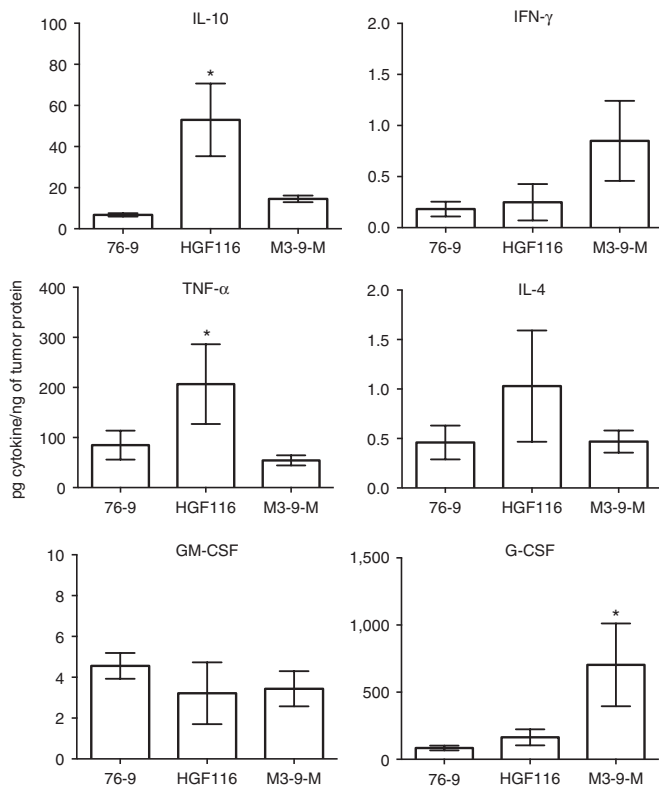 IL-10
100
80
60
40
20
0
*
76-9 HGF116 M3-9-M
IFN-γ
2.0
1.5
1.0
0.5
0.0
76-9 HGF116 M3-9-M
pg cytokine/ng of tumor protein
TNF-α
400
300
200
100
0
*
76-9 HGF116 M3-9-M
IL-4
2.0
1.5
1.0
0.5
0.0
76-9 HGF116 M3-9-M
GM-CSF
10
8
6
4
2
0
76-9 HGF116 M3-9-M
G-CSF
1,500
1,000
500
0
*
76-9 HGF116 M3-9-M